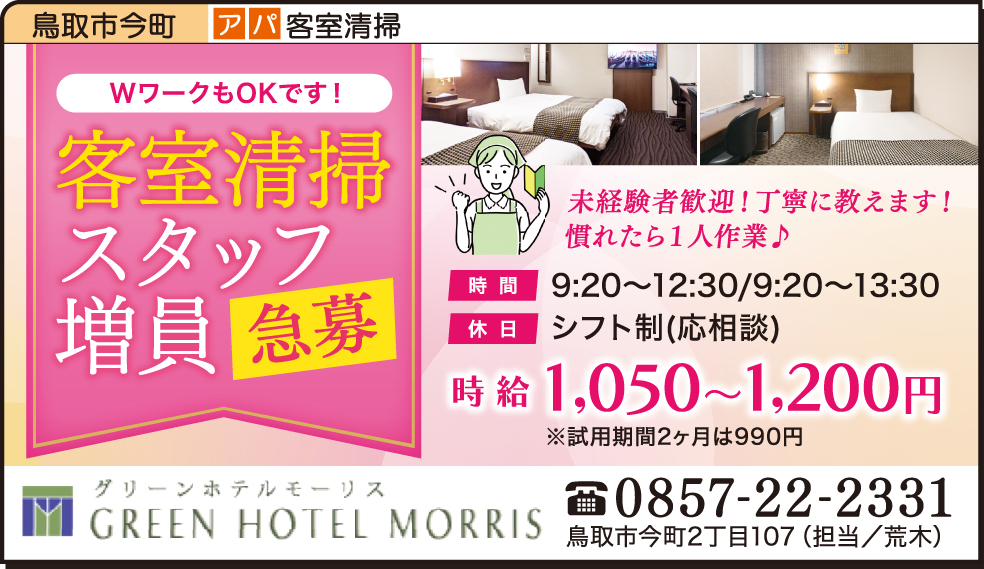 鳥取市今町 アパ 客室清掃
WワークもOKです！
客室清掃
スタッフ
増員 急募
未経験者歓迎！丁寧に教えます！
慣れたら1人作業♪
時間 9:20〜12:30/9:20〜13:30
休日 シフト制(応相談)
時給 1,050〜1,200円
※試用期間2ヶ月は990円
グリーンホテルモーリス
GREEN HOTEL MORRIS
☎0857-22-2331
鳥取市今町2丁目107（担当／荒木）